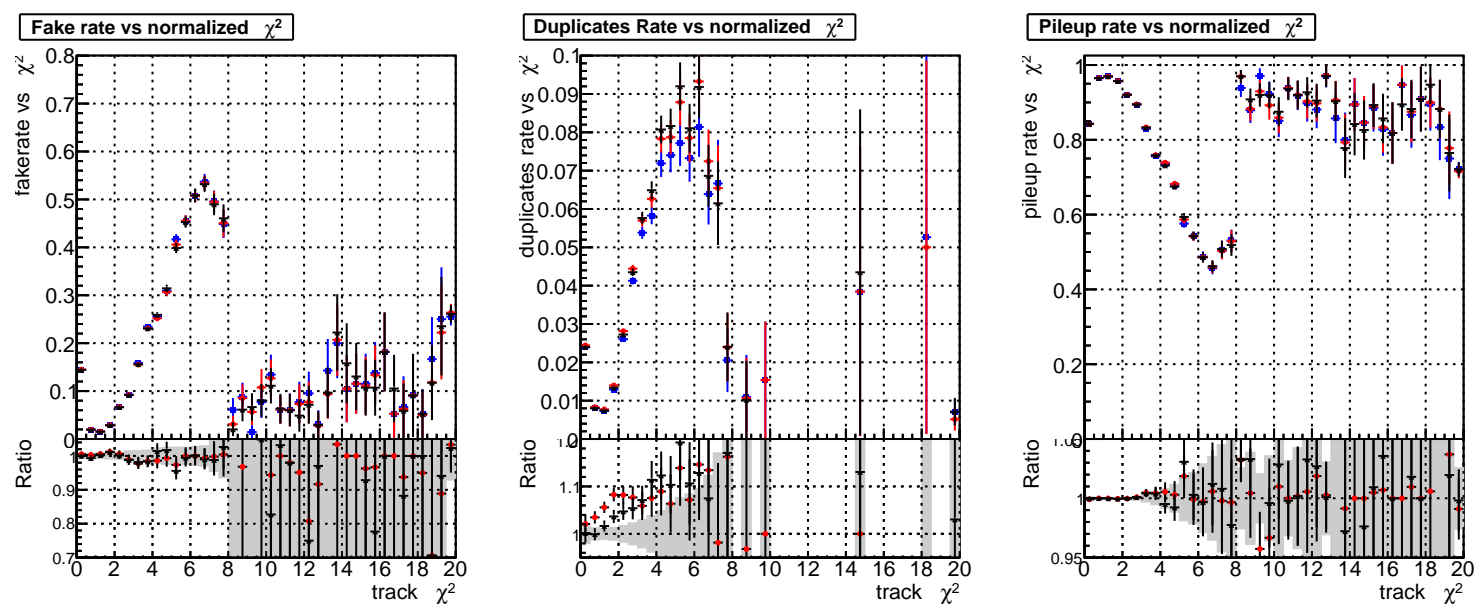 Fake rate vs normalized χ²
fakerate vs χ²
0.8
0.7
0.6
0.5
0.4
0.3
0.2
0.1
0
Ratio
1
0.9
0.8
0.7
0 2 4 6 8 10 12 14 16 18 20
track χ²
Duplicates Rate vs normalized χ²
duplicates rate vs χ²
0.1
0.09
0.08
0.07
0.06
0.05
0.04
0.03
0.02
0.01
0
Ratio
1.1
1
0 2 4 6 8 10 12 14 16 18 20
track χ²
Pileup rate vs normalized χ²
pileup rate vs χ²
1
0.8
0.6
0.4
0.2
Ratio
1
0.95
0 2 4 6 8 10 12 14 16 18 20
track χ²